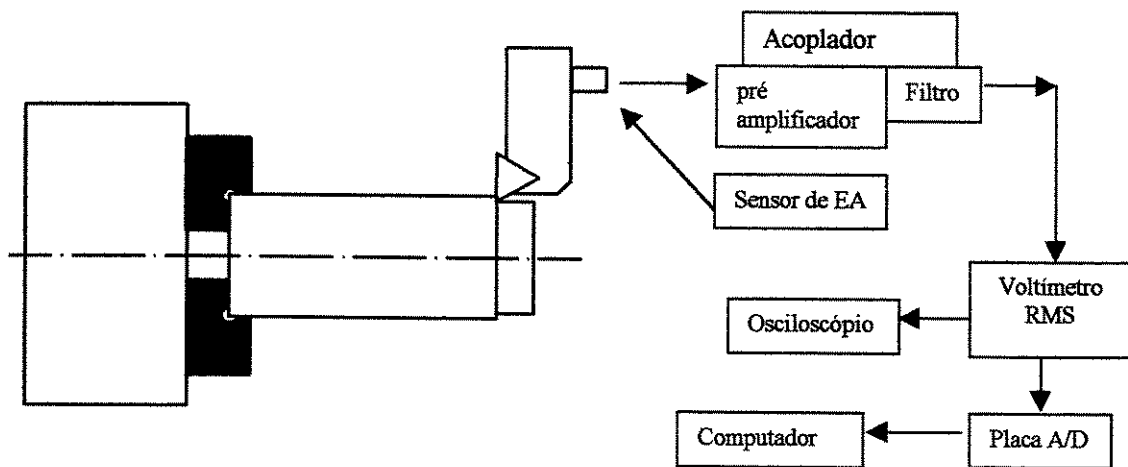 Acoplador
pré
amplificador
Filtro
Sensor de EA
Voltímetro
RMS
Osciloscópio
Computador
Placa A/D